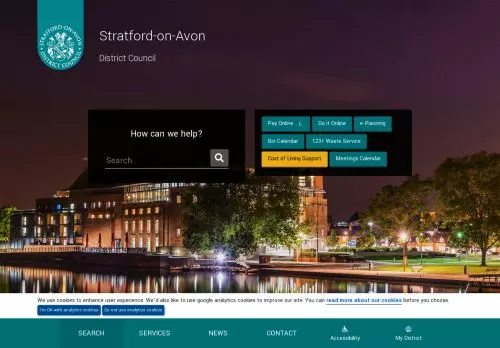 STRATFORD-ON-AVON
DISTRICT COUNCIL
Stratford-on-Avon
District Council
How can we help?
Search...
Pay Online - £
Do it Online
e-Planning
Bin Calendar
123+ Waste Service
Cost of Living Support
Meetings Calendar
We use cookies to enhance user experience. We'd also like to use google analytics cookies to improve our site. You can read more about our cookies before you choose.
I'm OK with analytics cookies
Do not use analytics cookies
SEARCH
SERVICES
NEWS
CONTACT
Accessibility
My District